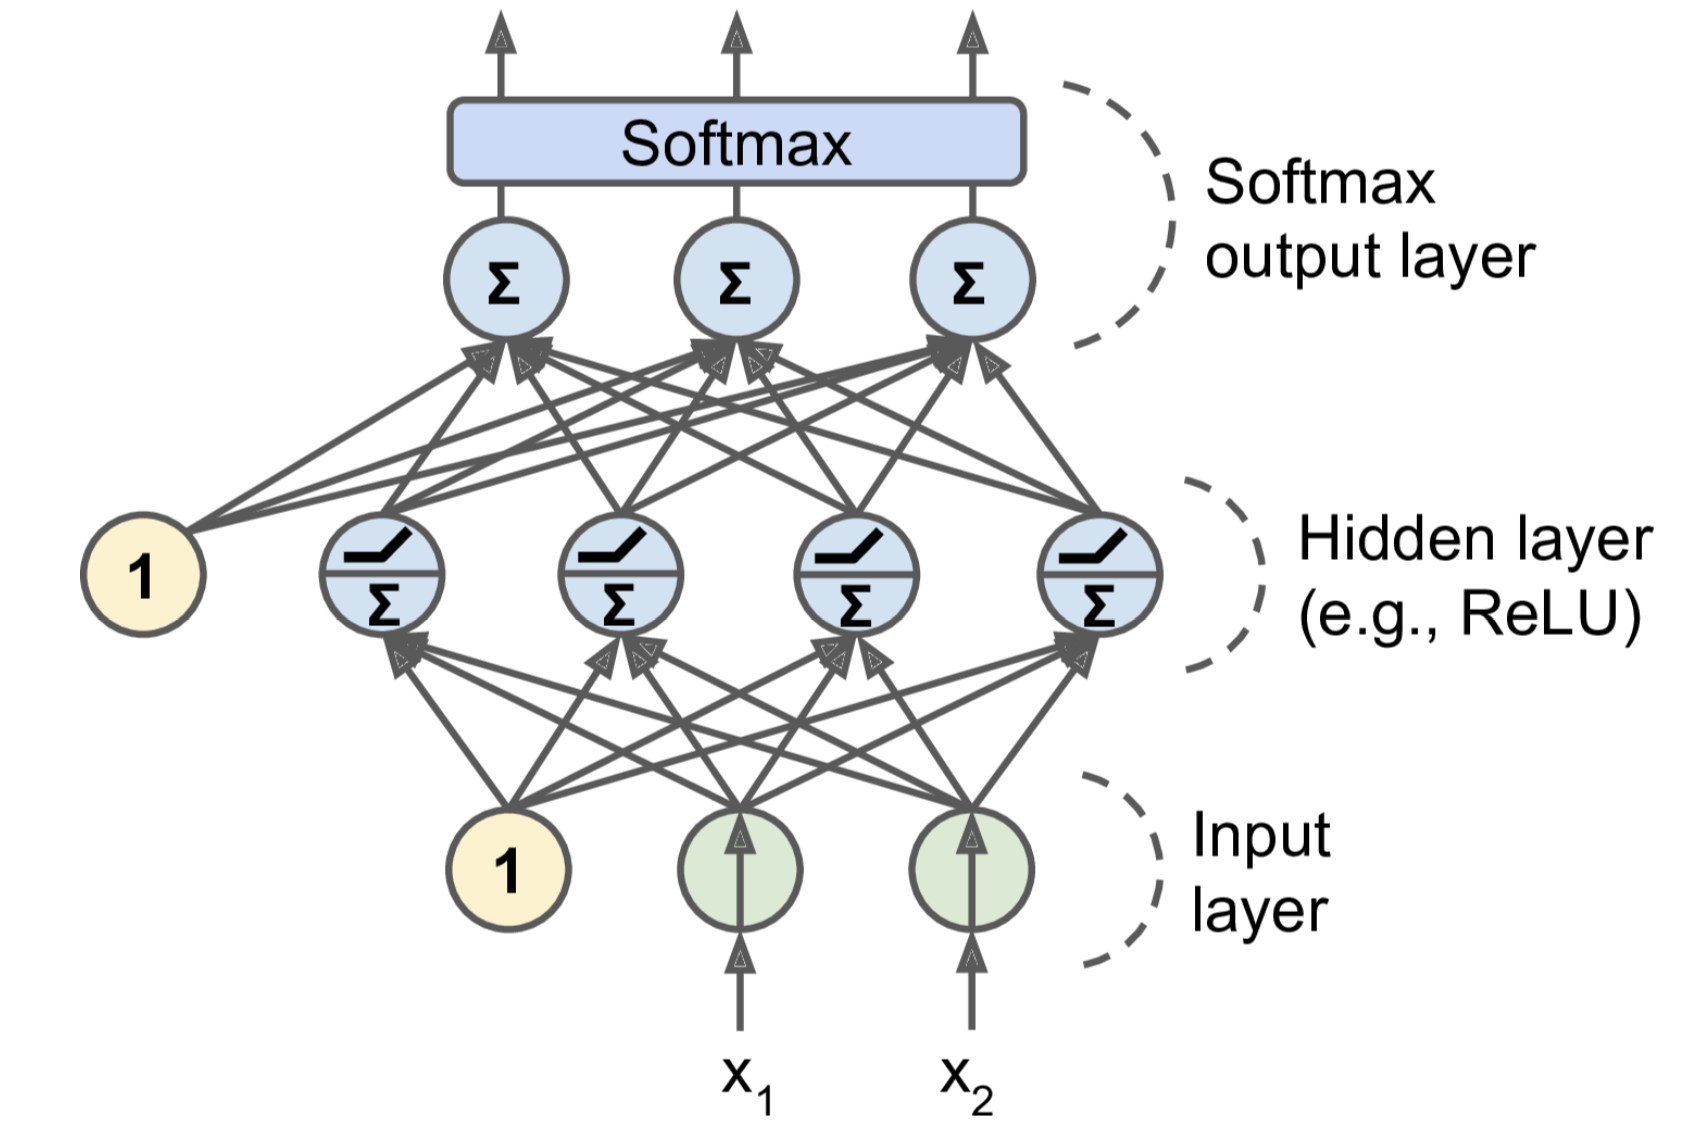 Softmax
Softmax
output layer
Σ Σ Σ
1
Σ Σ Σ Σ
Hidden layer
(e.g., ReLU)
1
Input
layer
x1 x2